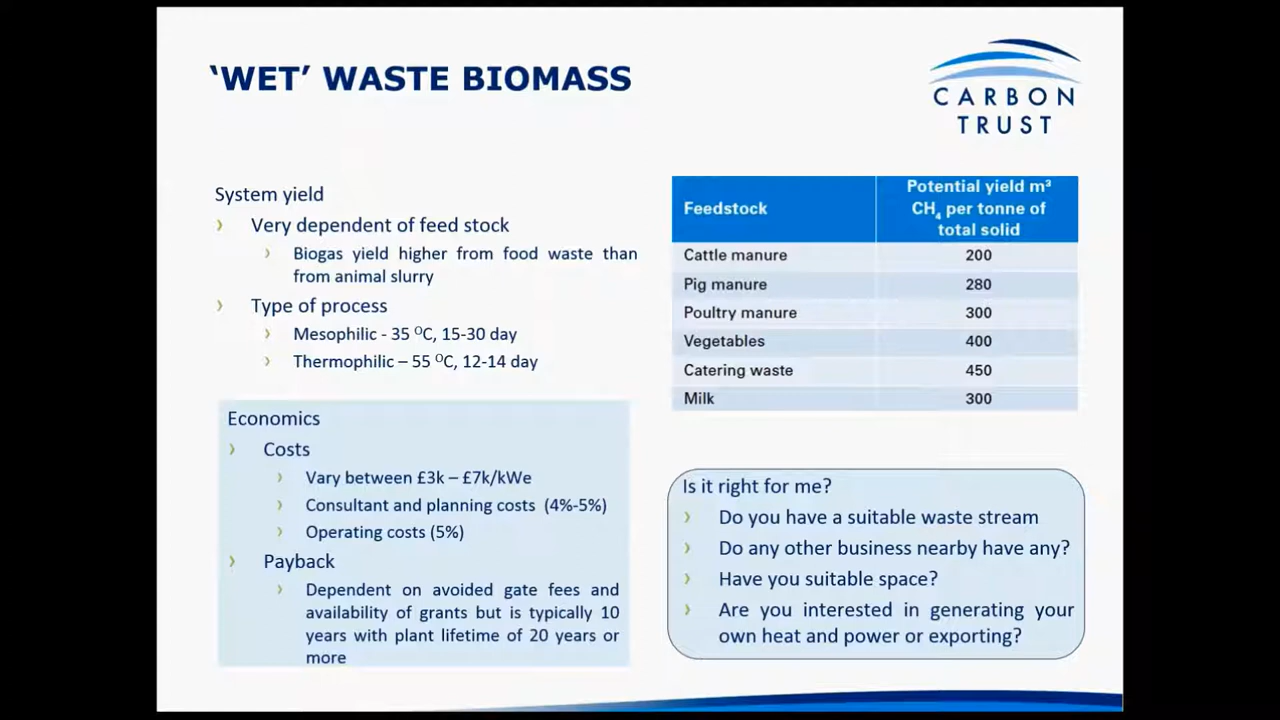 ‘WET’ WASTE BIOMASS
CARBON
TRUST
System yield
› Very dependent of feed stock
› Biogas yield higher from food waste than
from animal slurry
› Type of process
› Mesophilic - 35 ᴼC, 15-30 day
› Thermophilic – 55 ᴼC, 12-14 day
Economics
› Costs
› Vary between £3k – £7k/kWe
› Consultant and planning costs (4%-5%)
› Operating costs (5%)
› Payback
› Dependent on avoided gate fees and
availability of grants but is typically 10
years with plant lifetime of 20 years or
more
Feedstock
Potential yield m³
CH₄ per tonne of
total solid
Cattle manure 200
Pig manure 280
Poultry manure 300
Vegetables 400
Catering waste 450
Milk 300
Is it right for me?
› Do you have a suitable waste stream
› Do any other business nearby have any?
› Have you suitable space?
› Are you interested in generating your
own heat and power or exporting?